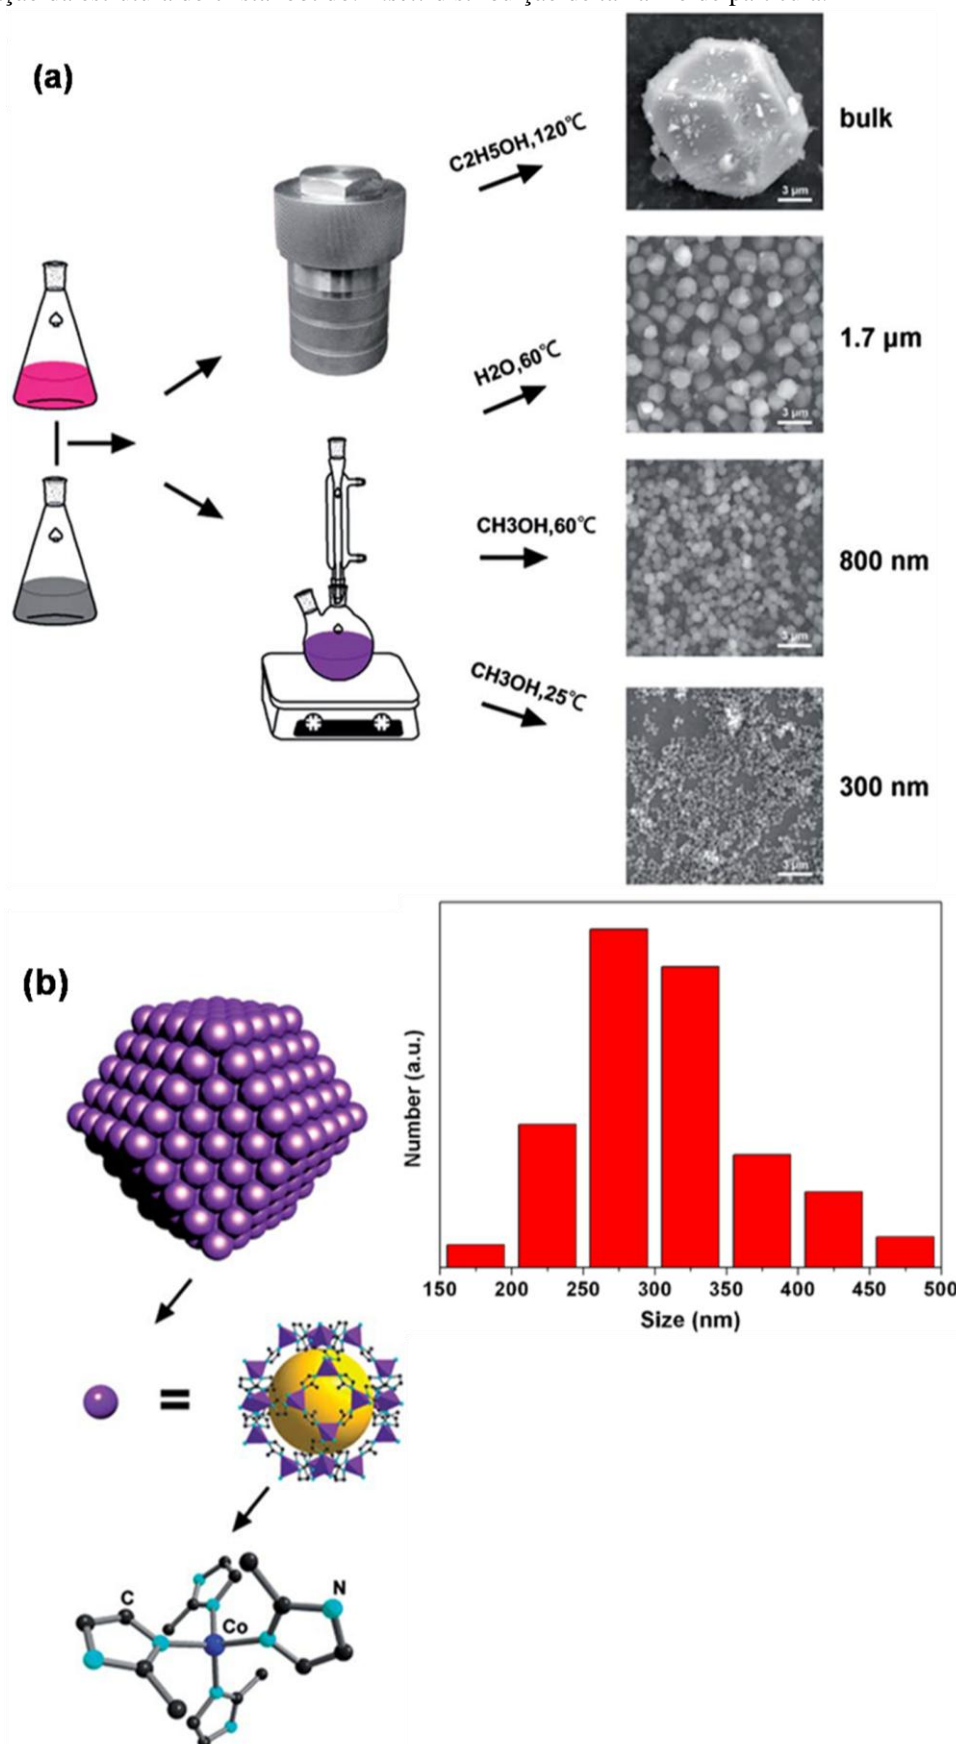 (a)
C2H5OH,120℃
bulk
3 µm
H2O,60℃
1.7 µm
3 µm
CH3OH,60℃
800 nm
3 µm
CH3OH,25℃
300 nm
3 µm
(b)
Number (a.u.)
150 200 250 300 350 400 450 500
Size (nm)
=
C
N
Co